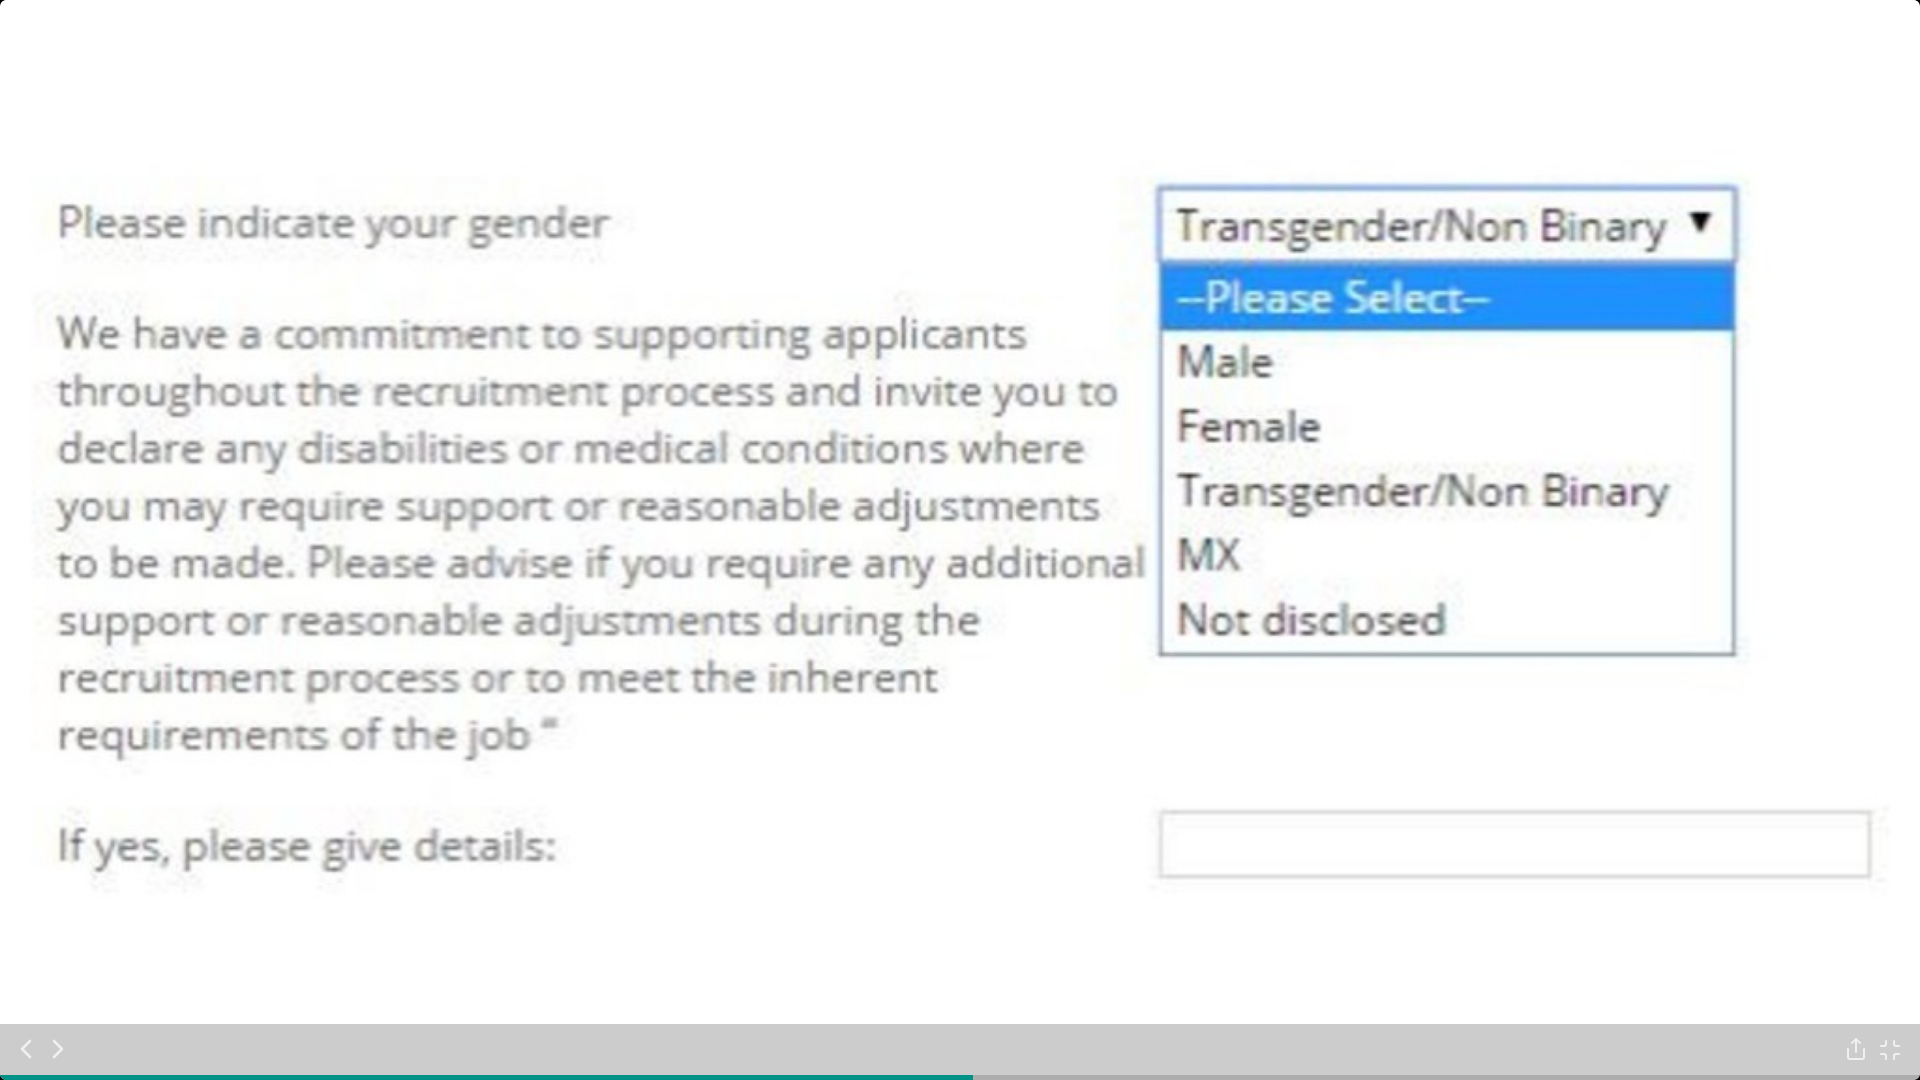 Please indicate your gender
Transgender/Non Binary ▼
--Please Select--
Male
Female
Transgender/Non Binary
MX
Not disclosed
We have a commitment to supporting applicants
throughout the recruitment process and invite you to
declare any disabilities or medical conditions where
you may require support or reasonable adjustments
to be made. Please advise if you require any additional
support or reasonable adjustments during the
recruitment process or to meet the inherent
requirements of the job “
If yes, please give details: